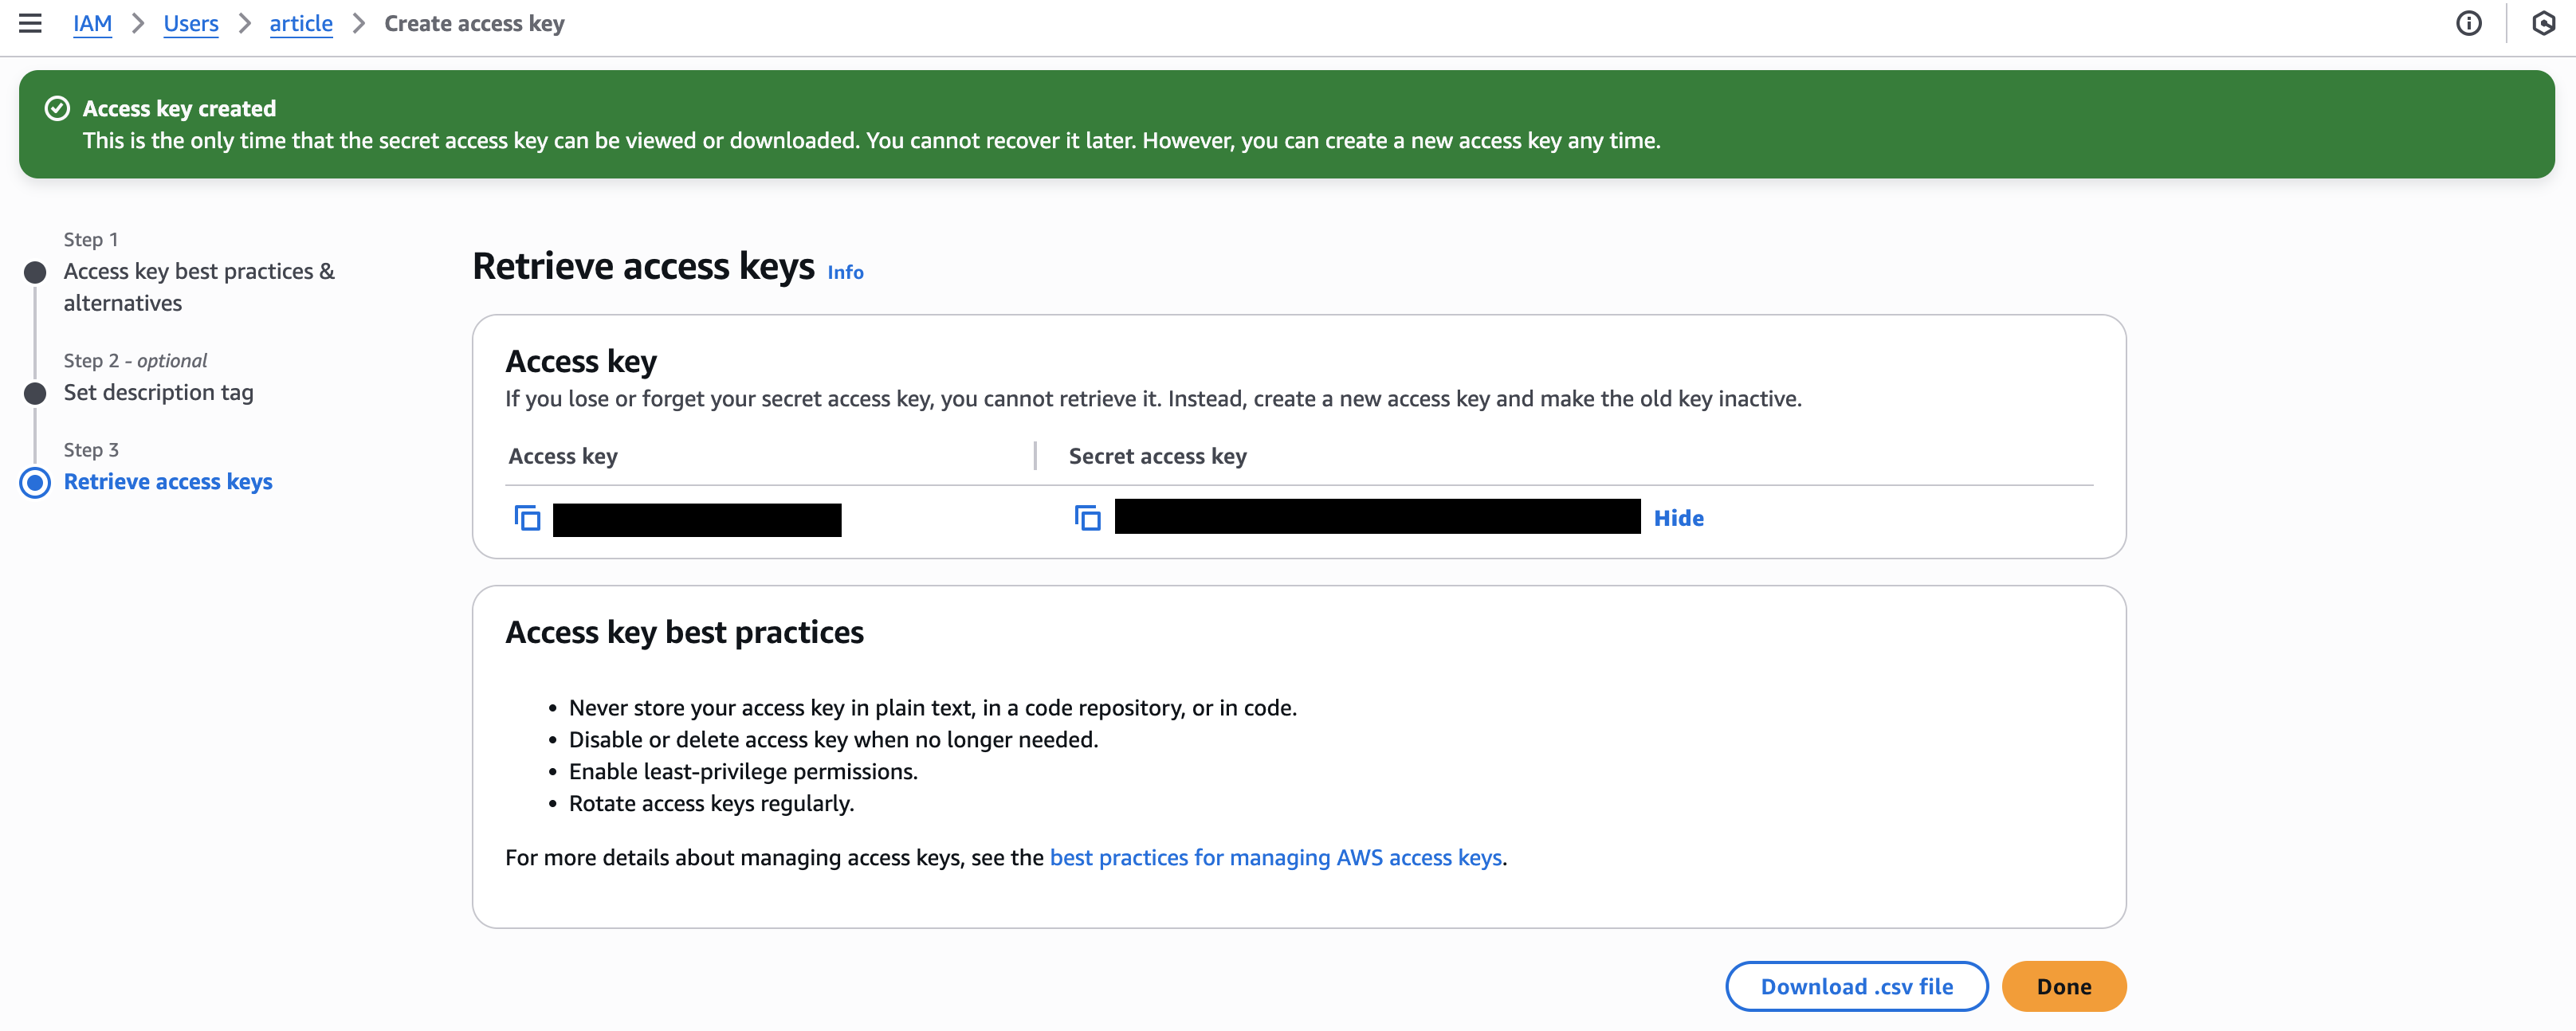 IAM > Users > article > Create access key
Access key created
This is the only time that the secret access key can be viewed or downloaded. You cannot recover it later. However, you can create a new access key any time.
Step 1
Access key best practices &
alternatives
Step 2 - optional
Set description tag
Step 3
Retrieve access keys
Retrieve access keys Info
Access key
If you lose or forget your secret access key, you cannot retrieve it. Instead, create a new access key and make the old key inactive.
Access key
Secret access key
Hide
Access key best practices
• Never store your access key in plain text, in a code repository, or in code.
• Disable or delete access key when no longer needed.
• Enable least-privilege permissions.
• Rotate access keys regularly.
For more details about managing access keys, see the best practices for managing AWS access keys.
Download .csv file
Done